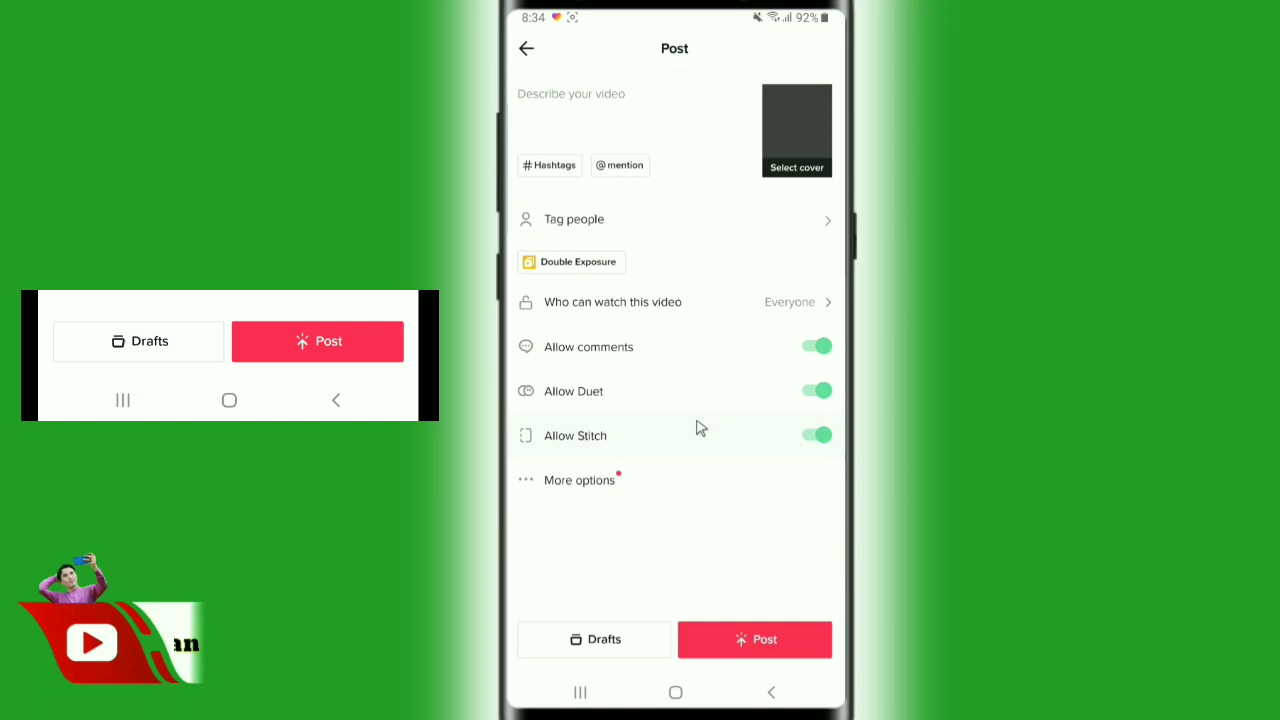 8:34 92%
Post
Describe your video
# Hashtags @ mention
Select cover
Tag people
Double Exposure
Who can watch this video Everyone
Allow comments
Allow Duet
Allow Stitch
More options
Drafts Post
Drafts Post
an